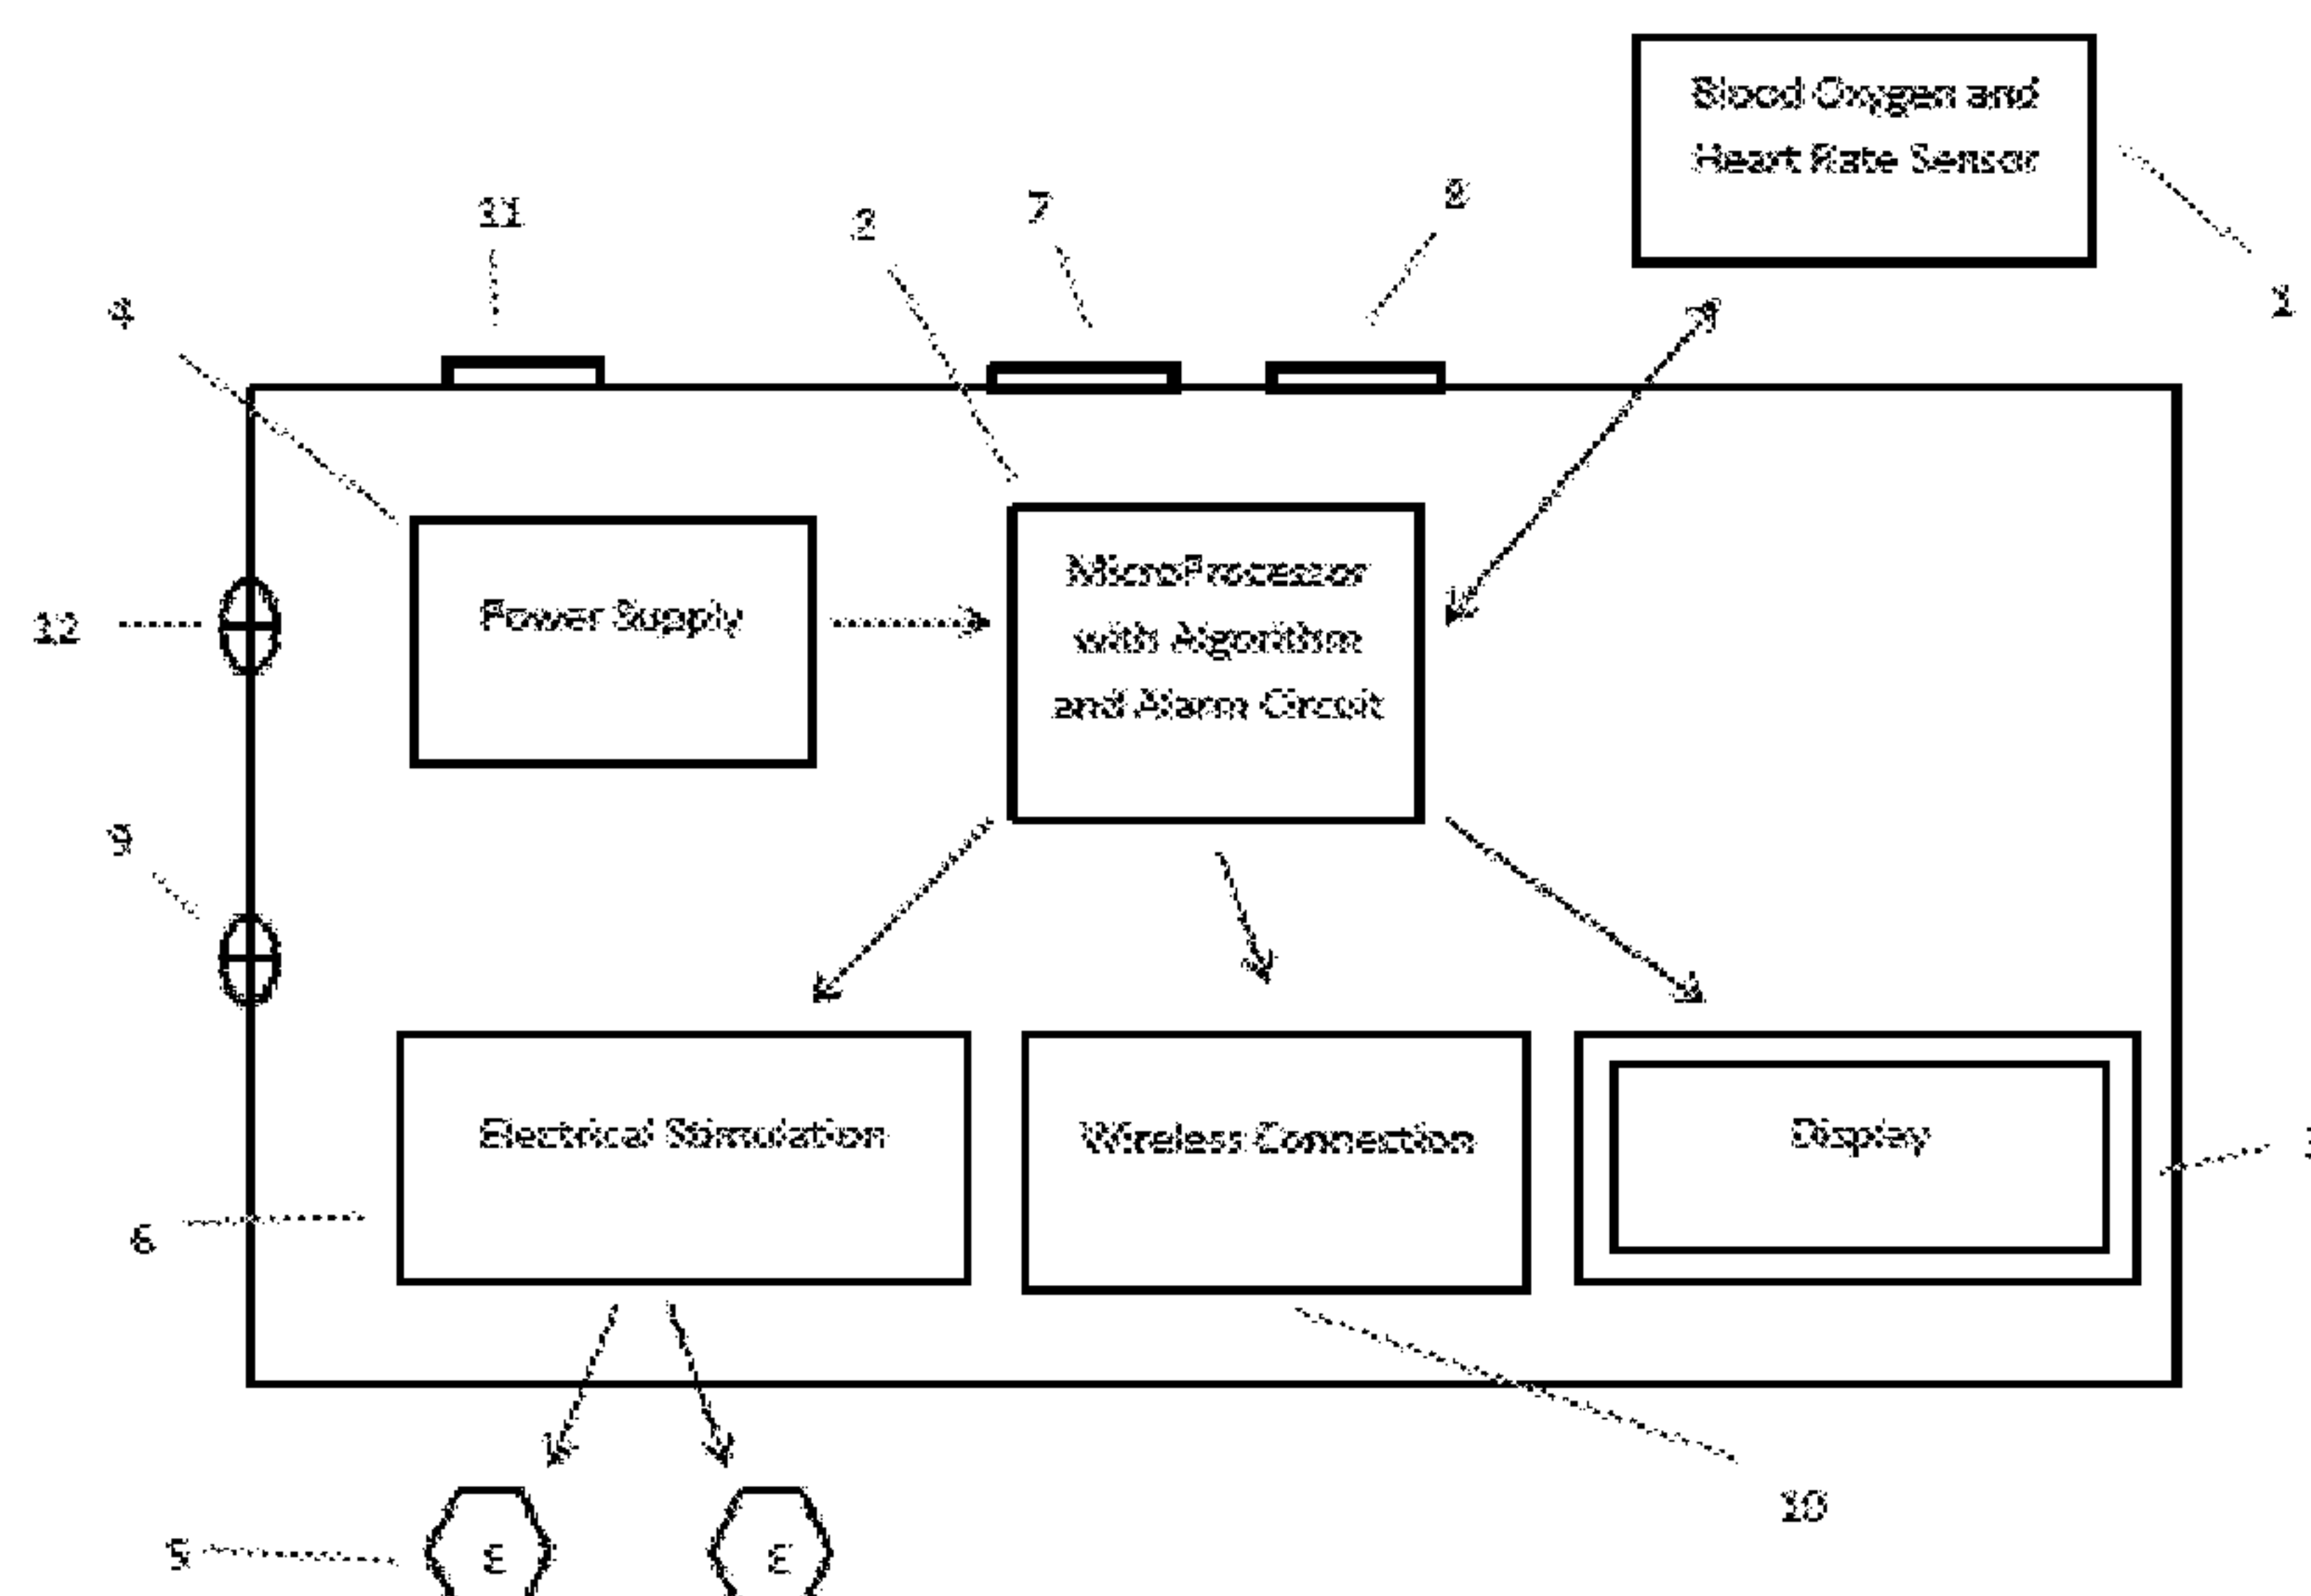 Blood Oxygen and
Heart Rate Sensor
11
2
7
8
1
4
MicroProcessor
with Algorithm
and Alarm Circuit
Power Supply
12
9
Electrical Stimulation
Wireless Connection
Display
6
10
5
E
E